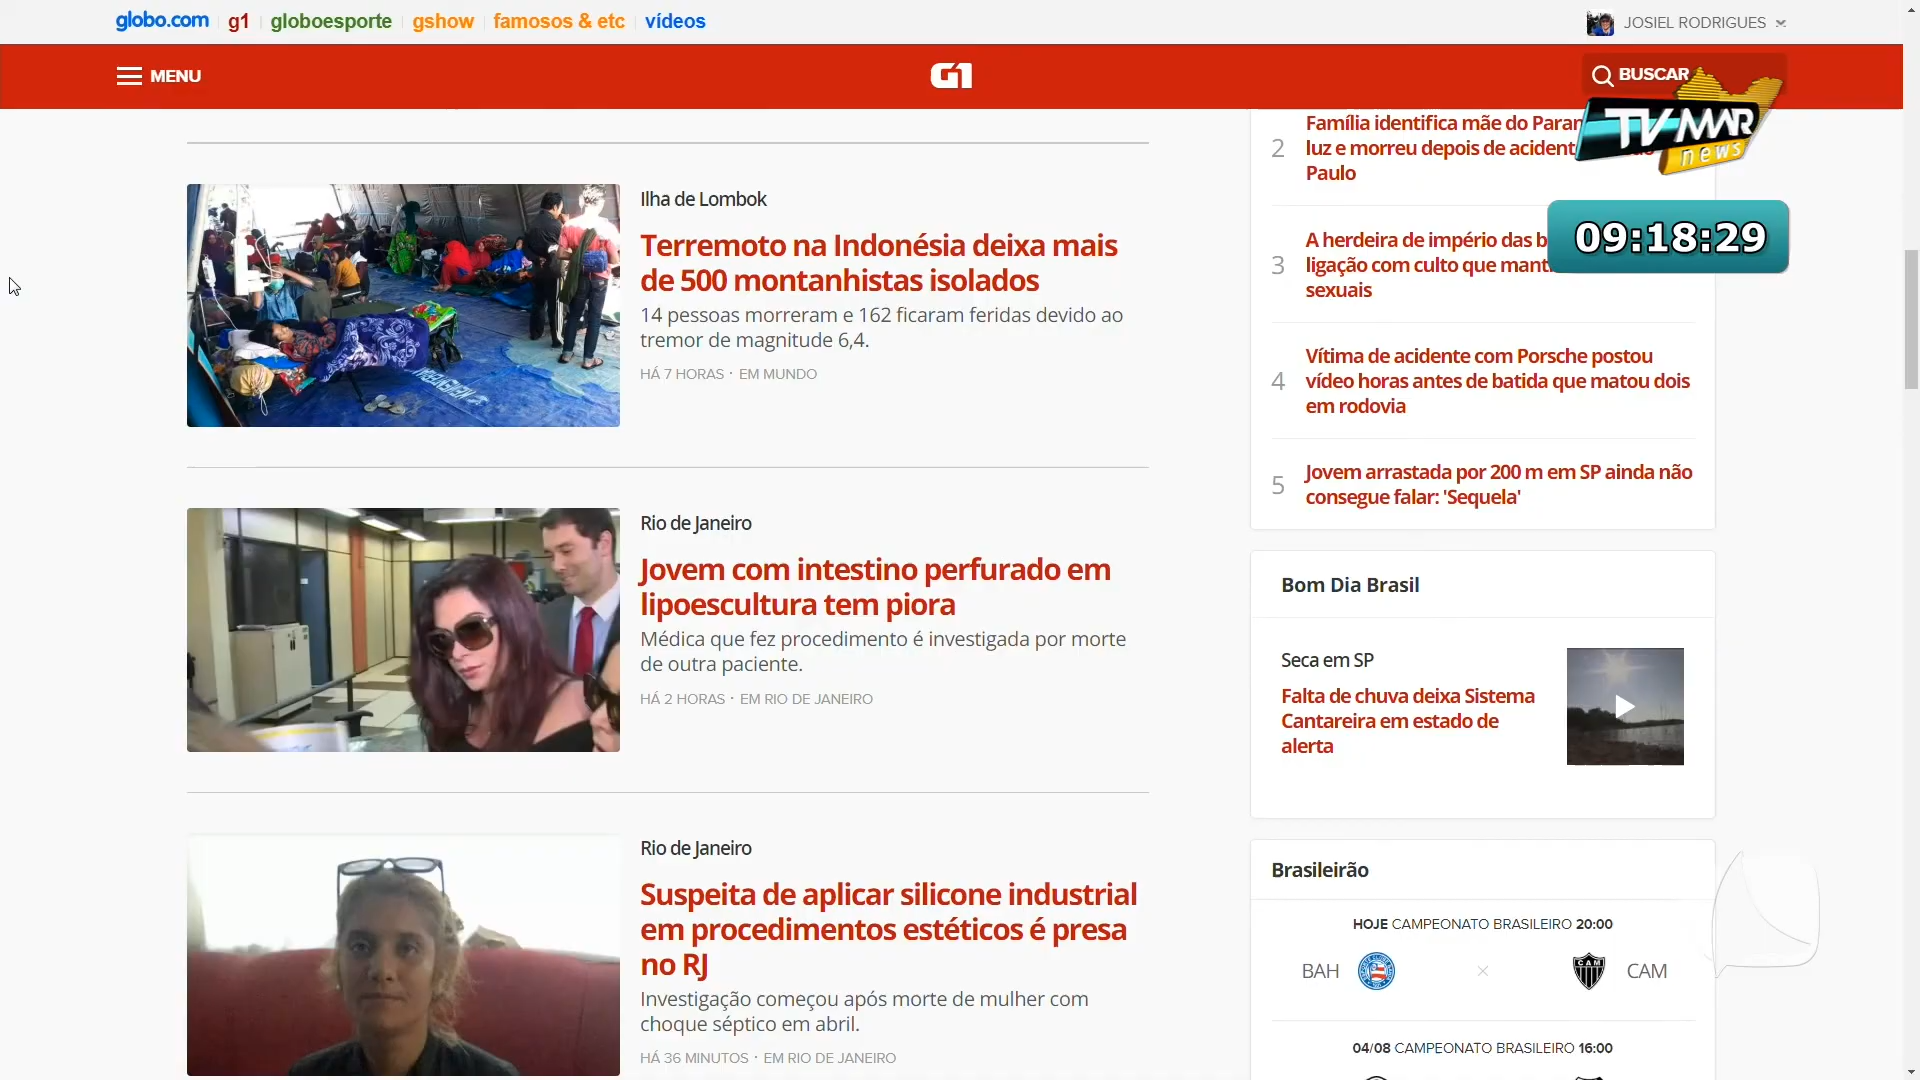 globo.com g1 globoesporte gshow famosos & etc vídeos
JOSIEL RODRIGUES
MENU
G1
BUSCAR
TV MAR
news
09:18:29
Ilha de Lombok
Terremoto na Indonésia deixa mais
de 500 montanhistas isolados
14 pessoas morreram e 162 ficaram feridas devido ao
tremor de magnitude 6,4.
HÁ 7 HORAS · EM MUNDO
Rio de Janeiro
Jovem com intestino perfurado em
lipoescultura tem piora
Médica que fez procedimento é investigada por morte
de outra paciente.
HÁ 2 HORAS · EM RIO DE JANEIRO
Rio de Janeiro
Suspeita de aplicar silicone industrial
em procedimentos estéticos é presa
no RJ
Investigação começou após morte de mulher com
choque séptico em abril.
HÁ 36 MINUTOS · EM RIO DE JANEIRO
2
Família identifica mãe do
luz e morreu depois de
Paulo
3
A herdeira de império das
ligação com culto que
sexuais
4
Vítima de acidente com Porsche postou
vídeo horas antes de batida que matou dois
em rodovia
5
Jovem arrastada por 200 m em SP ainda não
consegue falar: 'Sequela'
Bom Dia Brasil
Seca em SP
Falta de chuva deixa Sistema
Cantareira em estado de
alerta
Brasileirão
HOJE CAMPEONATO BRASILEIRO 20:00
BAH × CAM
04/08 CAMPEONATO BRASILEIRO 16:00